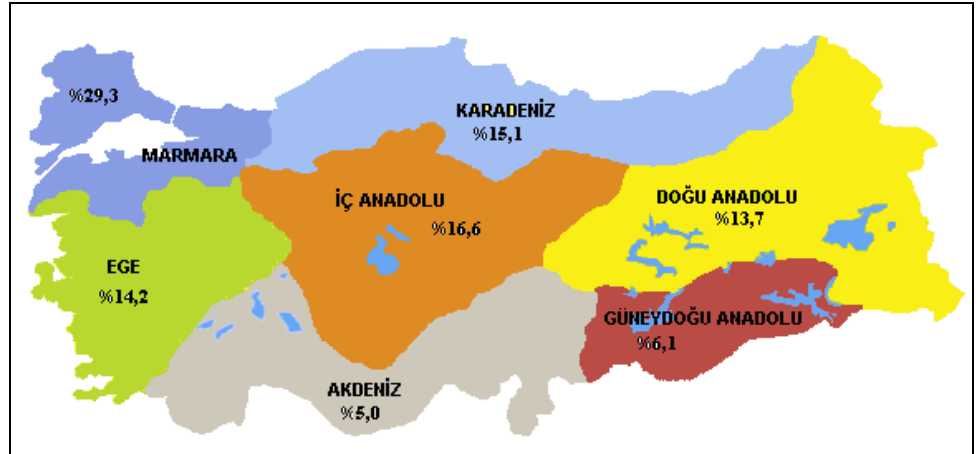 %29,3
MARMARA
KARADENİZ
%15,1
İÇ ANADOLU
%16,6
DOĞU ANADOLU
%13,7
EGE
%14,2
GÜNEYDOĞU ANADOLU
%6,1
AKDENİZ
%5,0